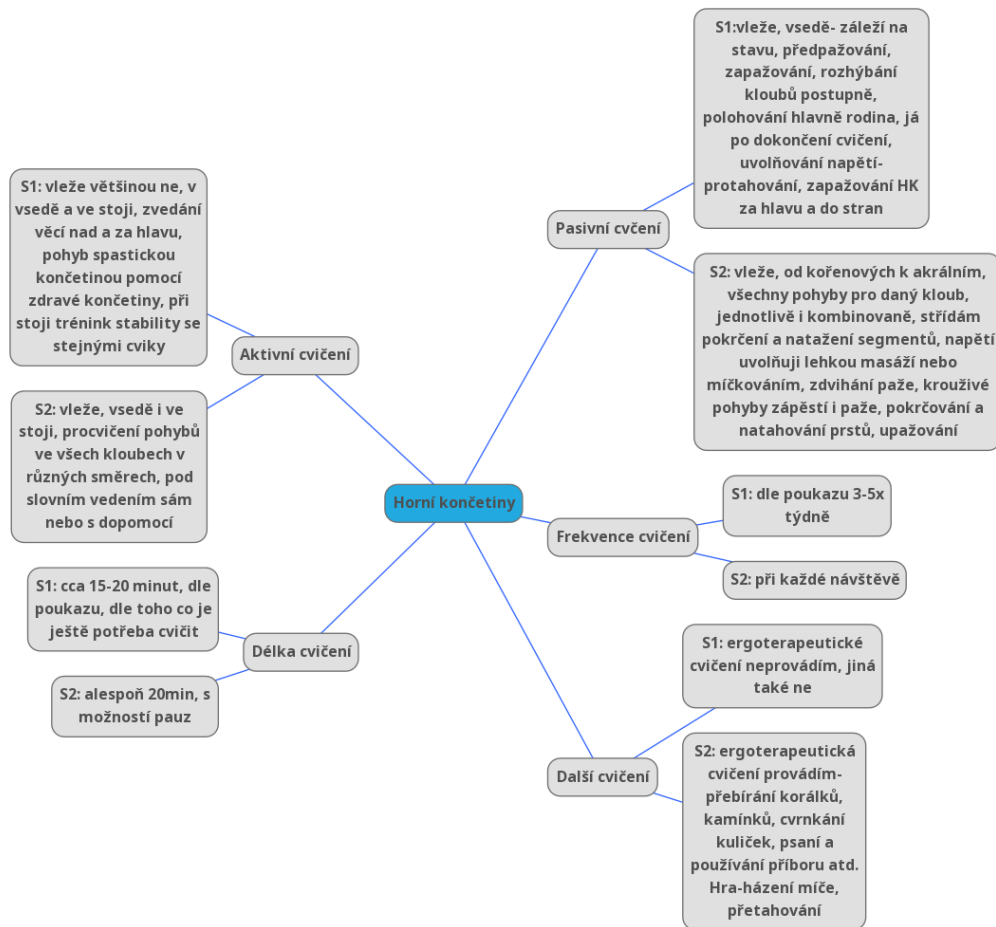 S1:vleže, vsedě- záleží na
stavu, předpažování,
zapažování, rozhýbání
kloubů postupně,
polohování hlavně rodina, já
po dokončení cvičení,
uvolňování napětí-
protahování, zapažování HK
za hlavu a do stran
Pasivní cvčení
S2: vleže, od kořenových k akrálním,
všechny pohyby pro daný kloub,
jednotlivě i kombinovaně, střídám
pokrčení a natažení segmentů, napětí
uvolňuji lehkou masáží nebo
míčkováním, zdvihání paže, krouživé
pohyby zápěstí i paže, pokrčování a
natahování prstů, upažování
S1: vleže většinou ne, v
vsedě a ve stoji, zvedání
věcí nad a za hlavu,
pohyb spastickou
končetinou pomocí
zdravé končetiny, při
stoji trénink stability se
stejnými cviky
Aktivní cvičení
S2: vleže, vsedě i ve
stoji, procvičení pohybů
ve všech kloubech v
různých směrech, pod
slovním vedením sám
nebo s dopomocí
Horní končetiny
Frekvence cvičení
S1: dle poukazu 3-5x
týdně
S2: při každé návštěvě
S1: cca 15-20 minut, dle
poukazu, dle toho co je
ještě potřeba cvičit
Délka cvičení
S2: alespoň 20min, s
možností pauz
S1: ergoterapeutické
cvičení neprovádím, jiná
také ne
Další cvičení
S2: ergoterapeutická
cvičení provádím-
přebírání korálků,
kamínků, cvrnkání
kuliček, psaní a
používání příboru atd.
Hra-házení míče,
přetahování